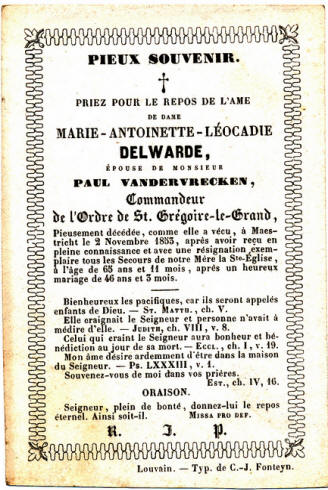 PIEUX SOUVENIR.
PRIEZ POUR LE REPOS DE L'AME
DE DAME
MARIE-ANTOINETTE-LÉOCADIE
DELWARDE,
ÉPOUSE DE MONSIEUR
PAUL VANDERVRECKEN,
Commandeur
de l'Ordre de St. Grégoire-le-Grand,
Pieusement décédée, comme elle a vécu, à Maes-
tricht le 2 Novembre 1853, après avoir reçu en
pleine connaissance et avec une résignation exem-
plaire tous les Secours de notre Mère la Ste-Église,
à l'âge de 65 ans et 11 mois, après un heureux
mariage de 46 ans et 3 mois.
Bienheureux les pacifiques, car ils seront appelés
enfants de Dieu. — St. Matth., ch. V.
Elle craignait le Seigneur et personne n'avait à
médire d'elle. — Judith, ch. VIII, v. 8.
Celui qui craint le Seigneur aura bonheur et bé-
nédiction au jour de sa mort. — Eccl., ch I, v. 19.
Mon âme désire ardemment d'être dans la maison
du Seigneur. — Ps. LXXXIII, v. 1.
Souvenez-vous de moi dans vos prières.
Est., ch. IV, 16.
ORAISON.
Seigneur, plein de bonté, donnez-lui le repos
éternel. Ainsi soit-il. Missa pro def.
R. I. P.
Louvain. — Typ. de C.-J. Fonteyn.